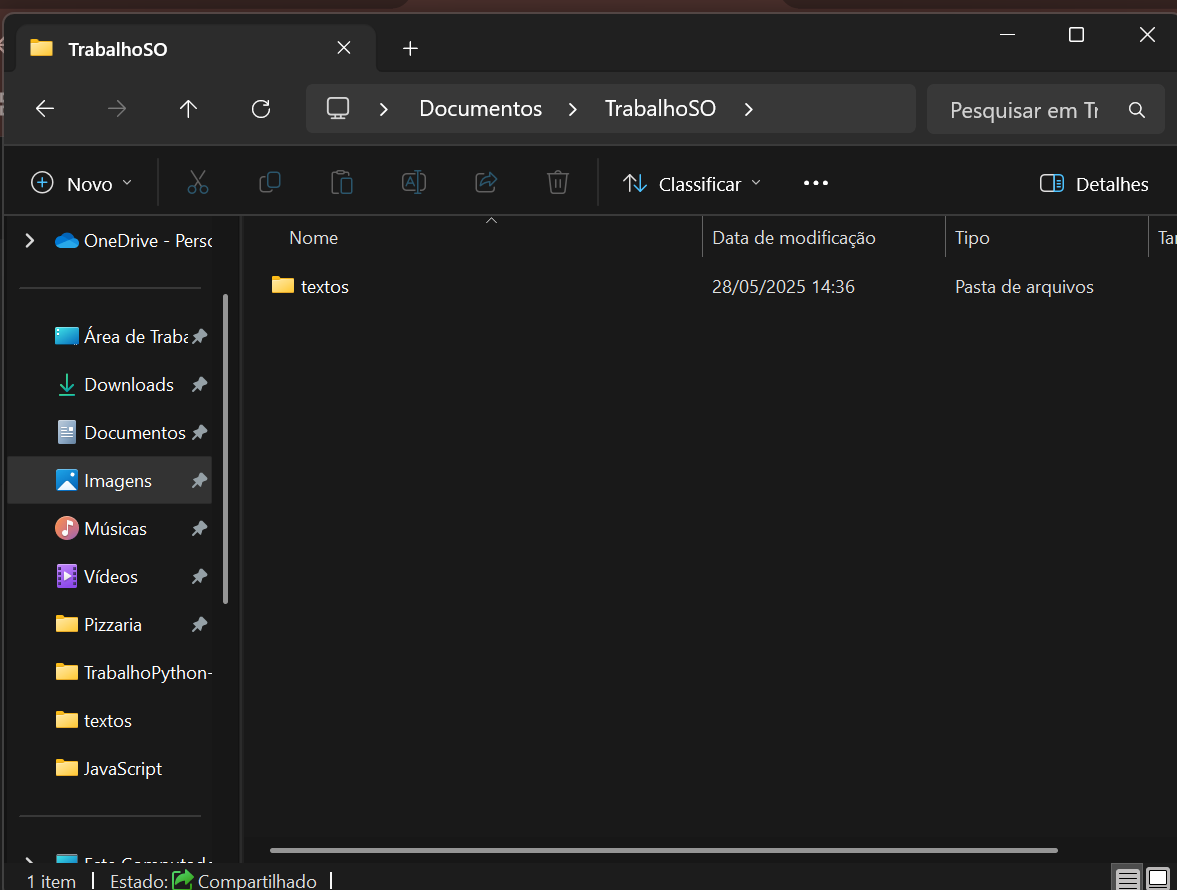 TrabalhoSO
Documentos
TrabalhoSO
Pesquisar em Tr
Novo
Classificar
Detalhes
OneDrive - Perso
Nome
Data de modificação
Tipo
Tar
textos
28/05/2025 14:36
Pasta de arquivos
Área de Traba
Downloads
Documentos
Imagens
Músicas
Vídeos
Pizzaria
TrabalhoPython-
textos
JavaScript
Este Computado
1 item
Estado: Compartilhado